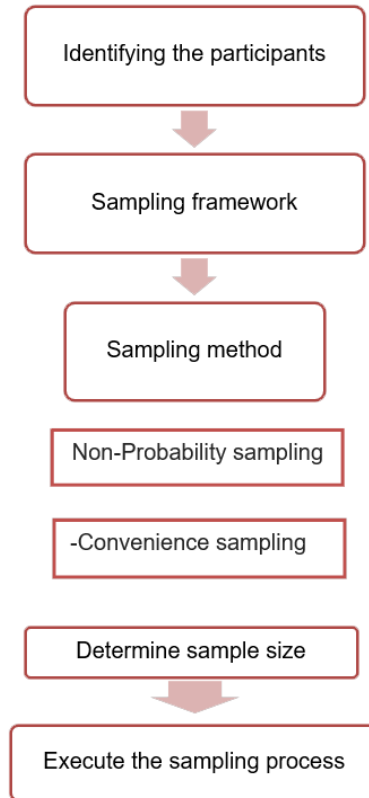 Identifying the participants
Sampling framework
Sampling method
Non-Probability sampling
-Convenience sampling
Determine sample size
Execute the sampling process